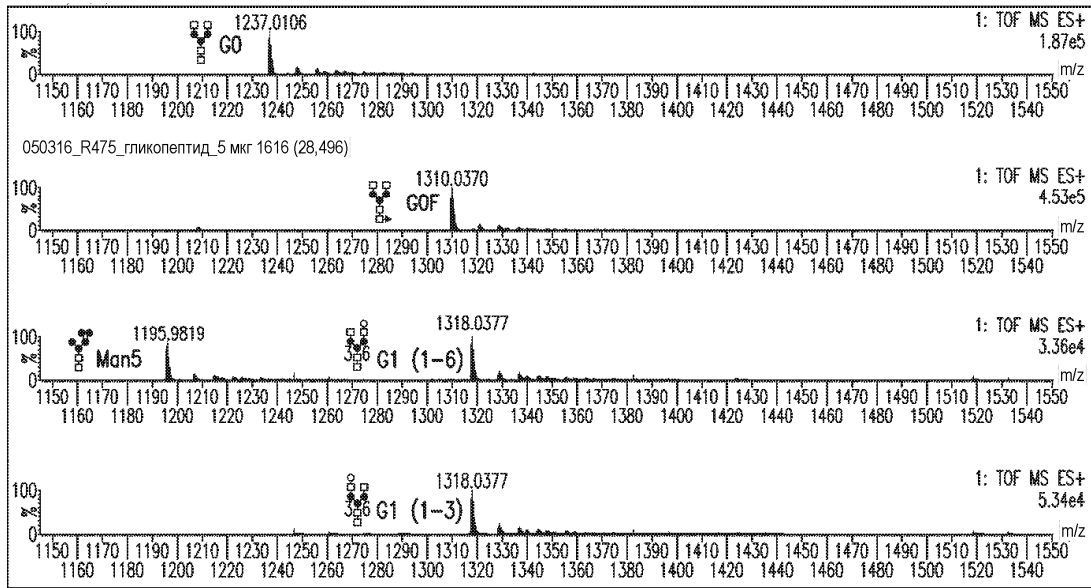 1: TOF MS ES+
1.87e5
1237.0106
G0
100
%
0
m/z
1150 1170 1190 1210 1230 1250 1270 1290 1310 1330 1350 1370 1390 1410 1430 1450 1470 1490 1510 1530 1550
1160 1180 1200 1220 1240 1260 1280 1300 1320 1340 1360 1380 1400 1420 1440 1460 1480 1500 1520 1540
050316_R475_гликопептид_5 мкг 1616 (28,496)
1: TOF MS ES+
4.53e5
1310.0370
G0F
100
%
0
m/z
1150 1170 1190 1210 1230 1250 1270 1290 1310 1330 1350 1370 1390 1410 1430 1450 1470 1490 1510 1530 1550
1160 1180 1200 1220 1240 1260 1280 1300 1320 1340 1360 1380 1400 1420 1440 1460 1480 1500 1520 1540
1: TOF MS ES+
3.36e4
1195.9819
1318.0377
Man5
3 6 G1 (1-6)
100
%
0
m/z
1150 1170 1190 1210 1230 1250 1270 1290 1310 1330 1350 1370 1390 1410 1430 1450 1470 1490 1510 1530 1550
1160 1180 1200 1220 1240 1260 1280 1300 1320 1340 1360 1380 1400 1420 1440 1460 1480 1500 1520 1540
1: TOF MS ES+
5.34e4
1318.0377
3 6 G1 (1-3)
100
%
0
m/z
1150 1170 1190 1210 1230 1250 1270 1290 1310 1330 1350 1370 1390 1410 1430 1450 1470 1490 1510 1530 1550
1160 1180 1200 1220 1240 1260 1280 1300 1320 1340 1360 1380 1400 1420 1440 1460 1480 1500 1520 1540